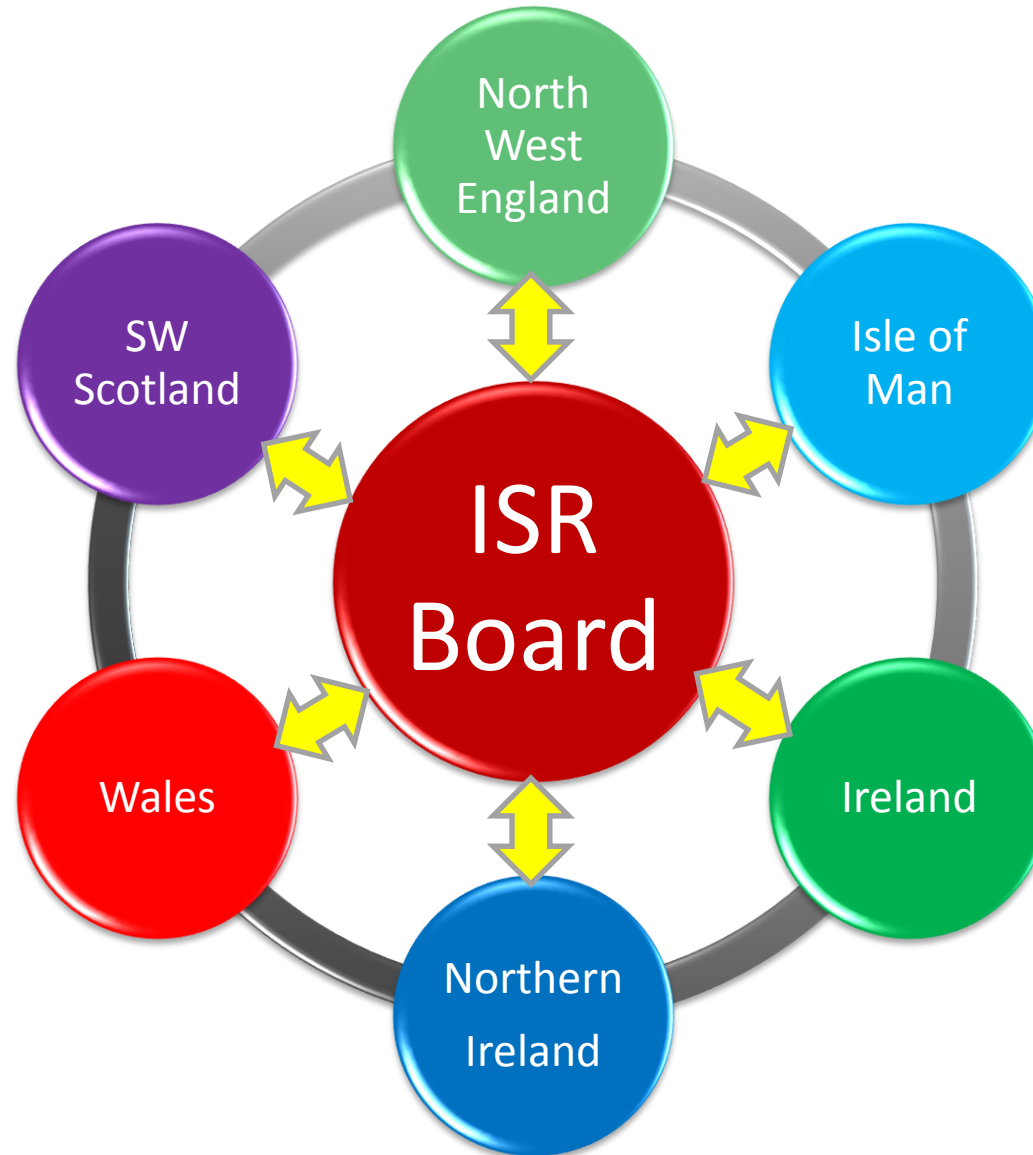 North
West
England
Isle of
Man
Ireland
Northern
Ireland
Wales
SW
Scotland
ISR
Board